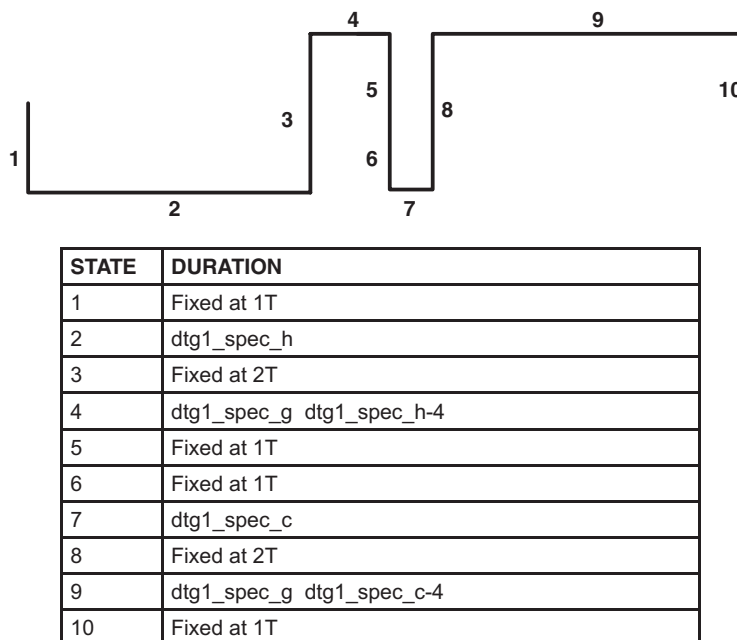 4
9
5
10
3
8
1
6
2
7
STATE DURATION
1 Fixed at 1T
2 dtg1_spec_h
3 Fixed at 2T
4 dtg1_spec_g dtg1_spec_h-4
5 Fixed at 1T
6 Fixed at 1T
7 dtg1_spec_c
8 Fixed at 2T
9 dtg1_spec_g dtg1_spec_c-4
10 Fixed at 1T